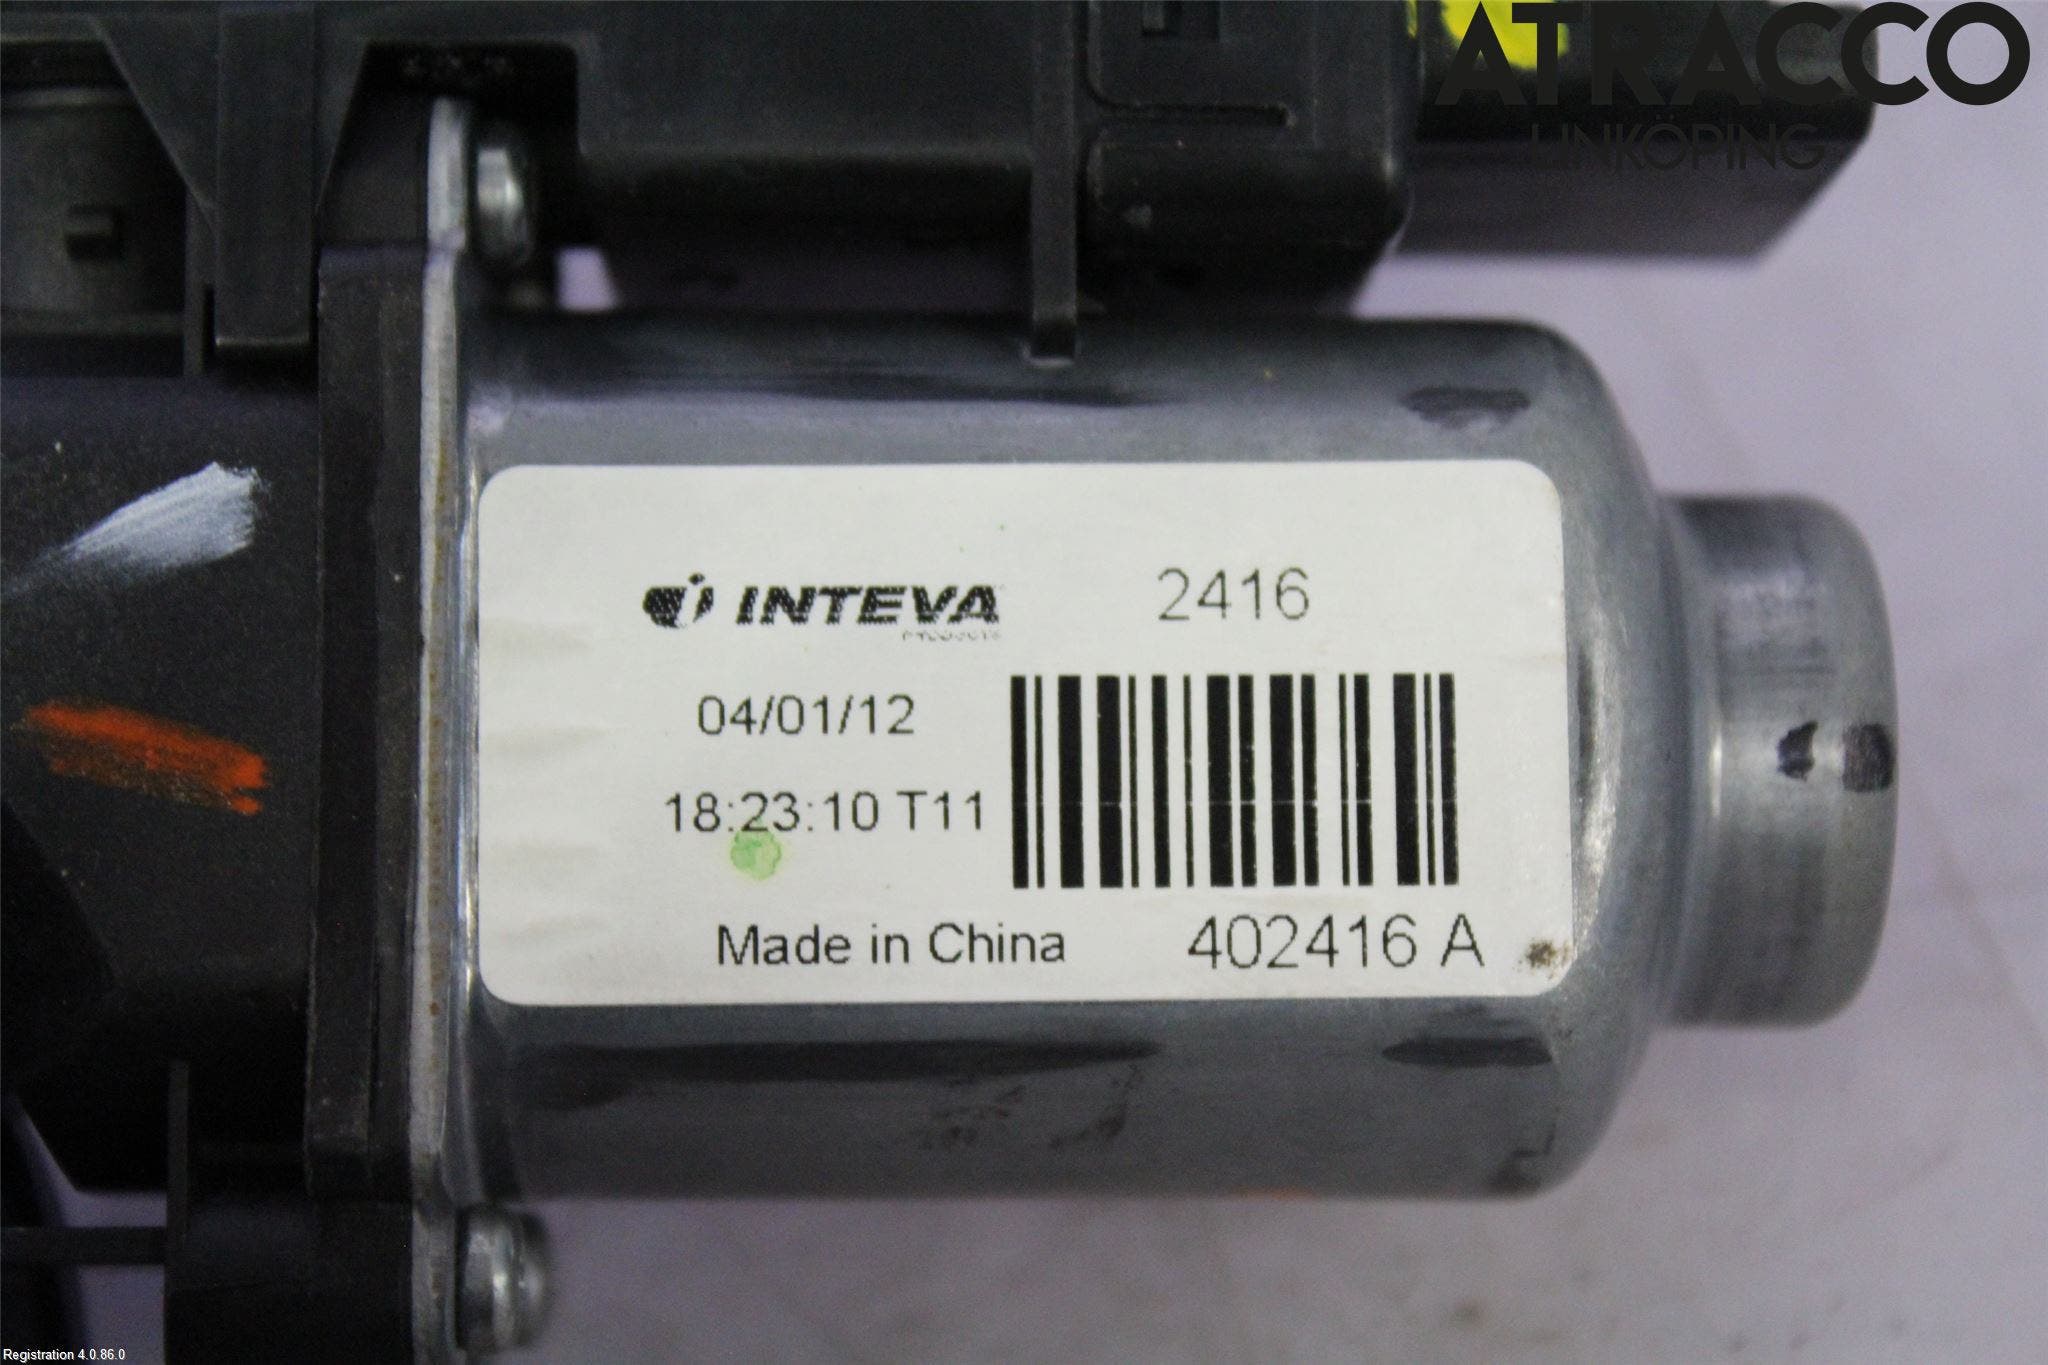 ATRACCO
LINKÖPING
INTEVA 2416
PRODUCTS
04/01/12
18:23:10 T11
Made in China 402416 A
Registration 4.0.86.0